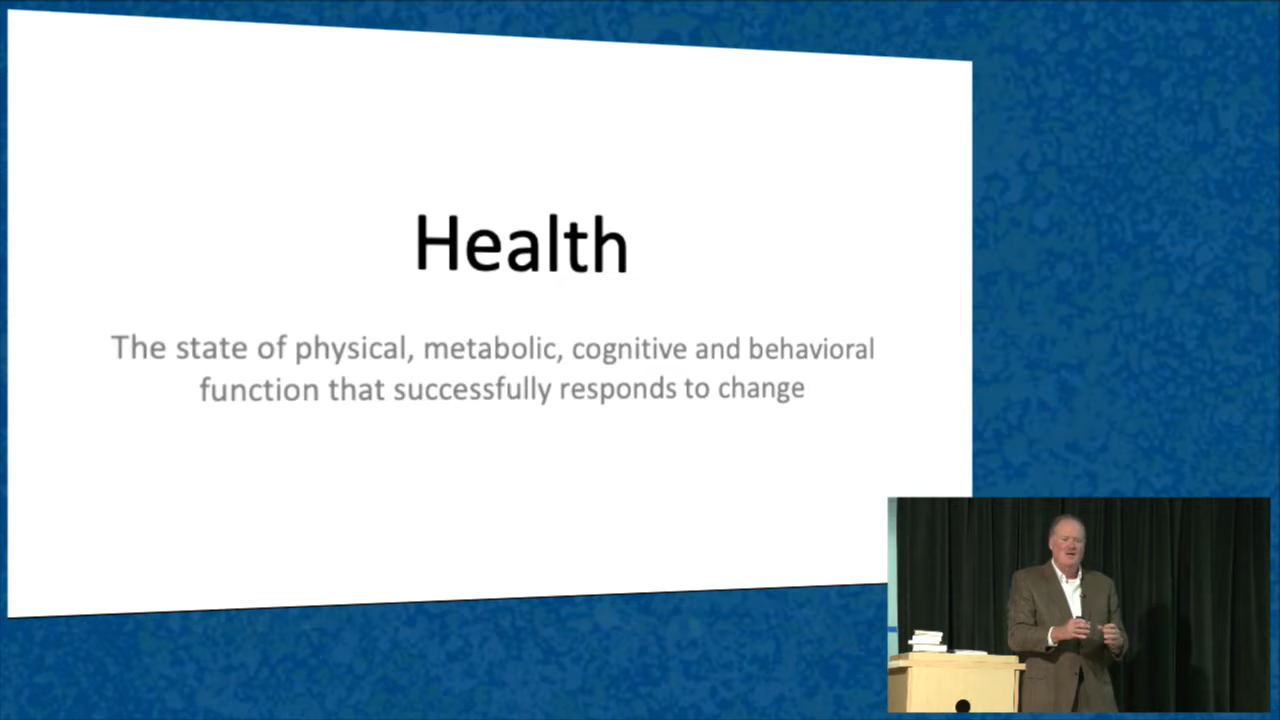 Health
The state of physical, metabolic, cognitive and behavioral
function that successfully responds to change